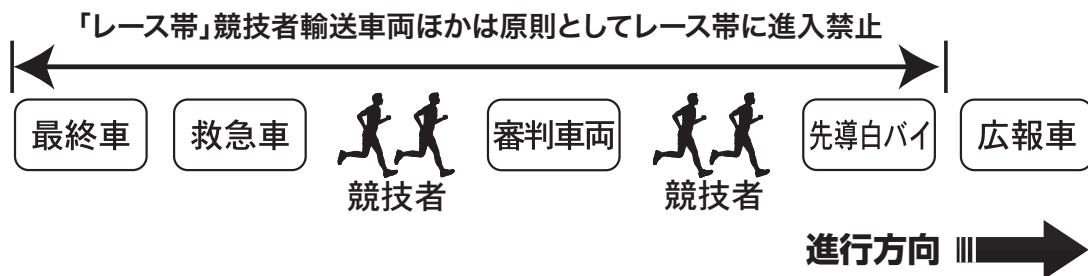 「レース帯」競技者輸送車両ほかは原則としてレース帯に進入禁止
最終車
救急車
競技者
審判車両
競技者
先導白バイ
広報車
進行方向